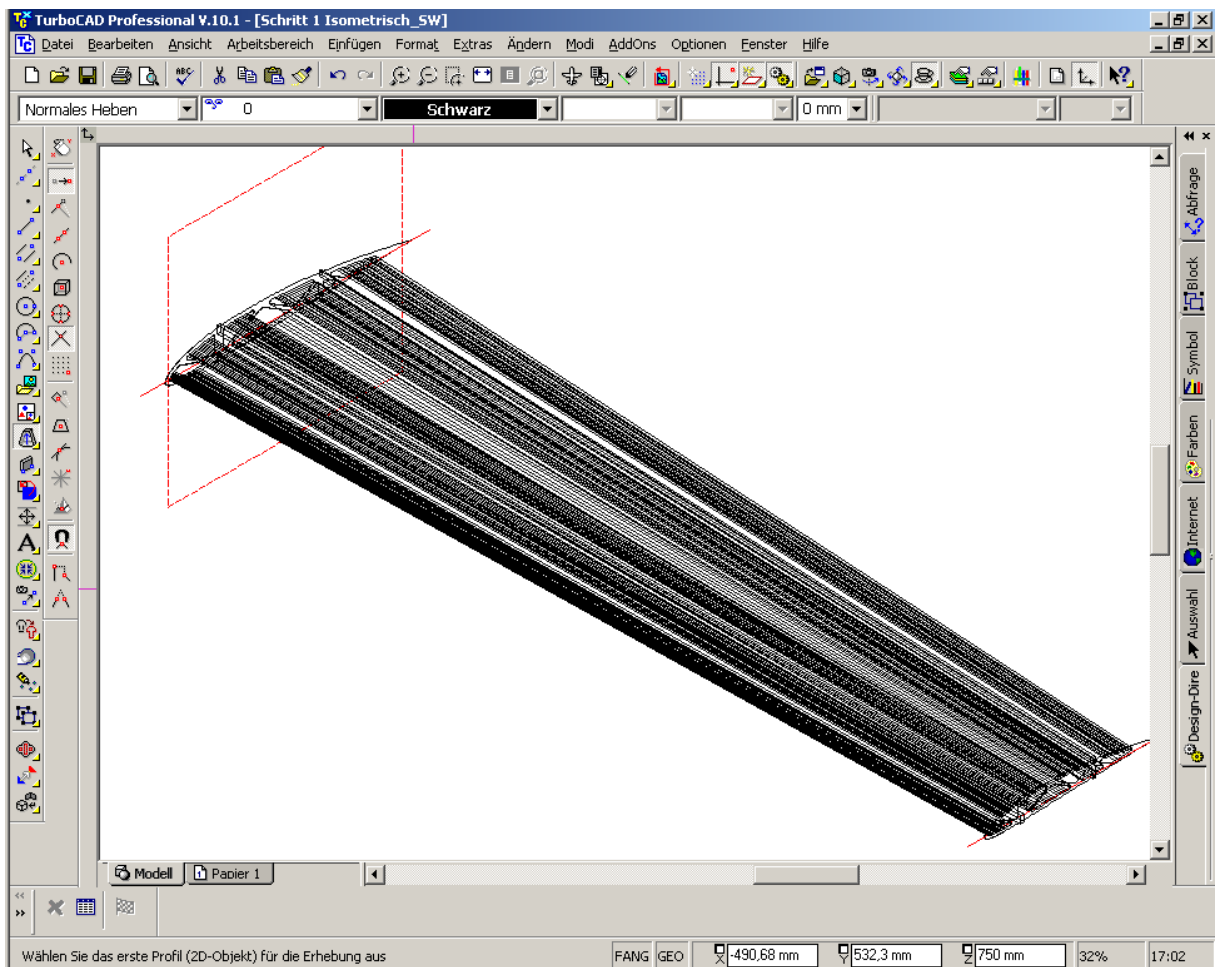 TurboCAD Professional V.10.1 - [Schritt 1 Isometrisch_SW]
Datei Bearbeiten Ansicht Arbeitsbereich Einfügen Format Extras Ändern Modi AddOns Optionen Fenster Hilfe
Normales Heben 0 Schwarz 0 mm
Abfrage
Block
Symbol
Farben
Internet
Auswahl
Design-Dire
Modell Papier 1
Wählen Sie das erste Profil (2D-Objekt) für die Erhebung aus FANG GEO X -490,68 mm Y 532,3 mm Z 750 mm 32% 17:02